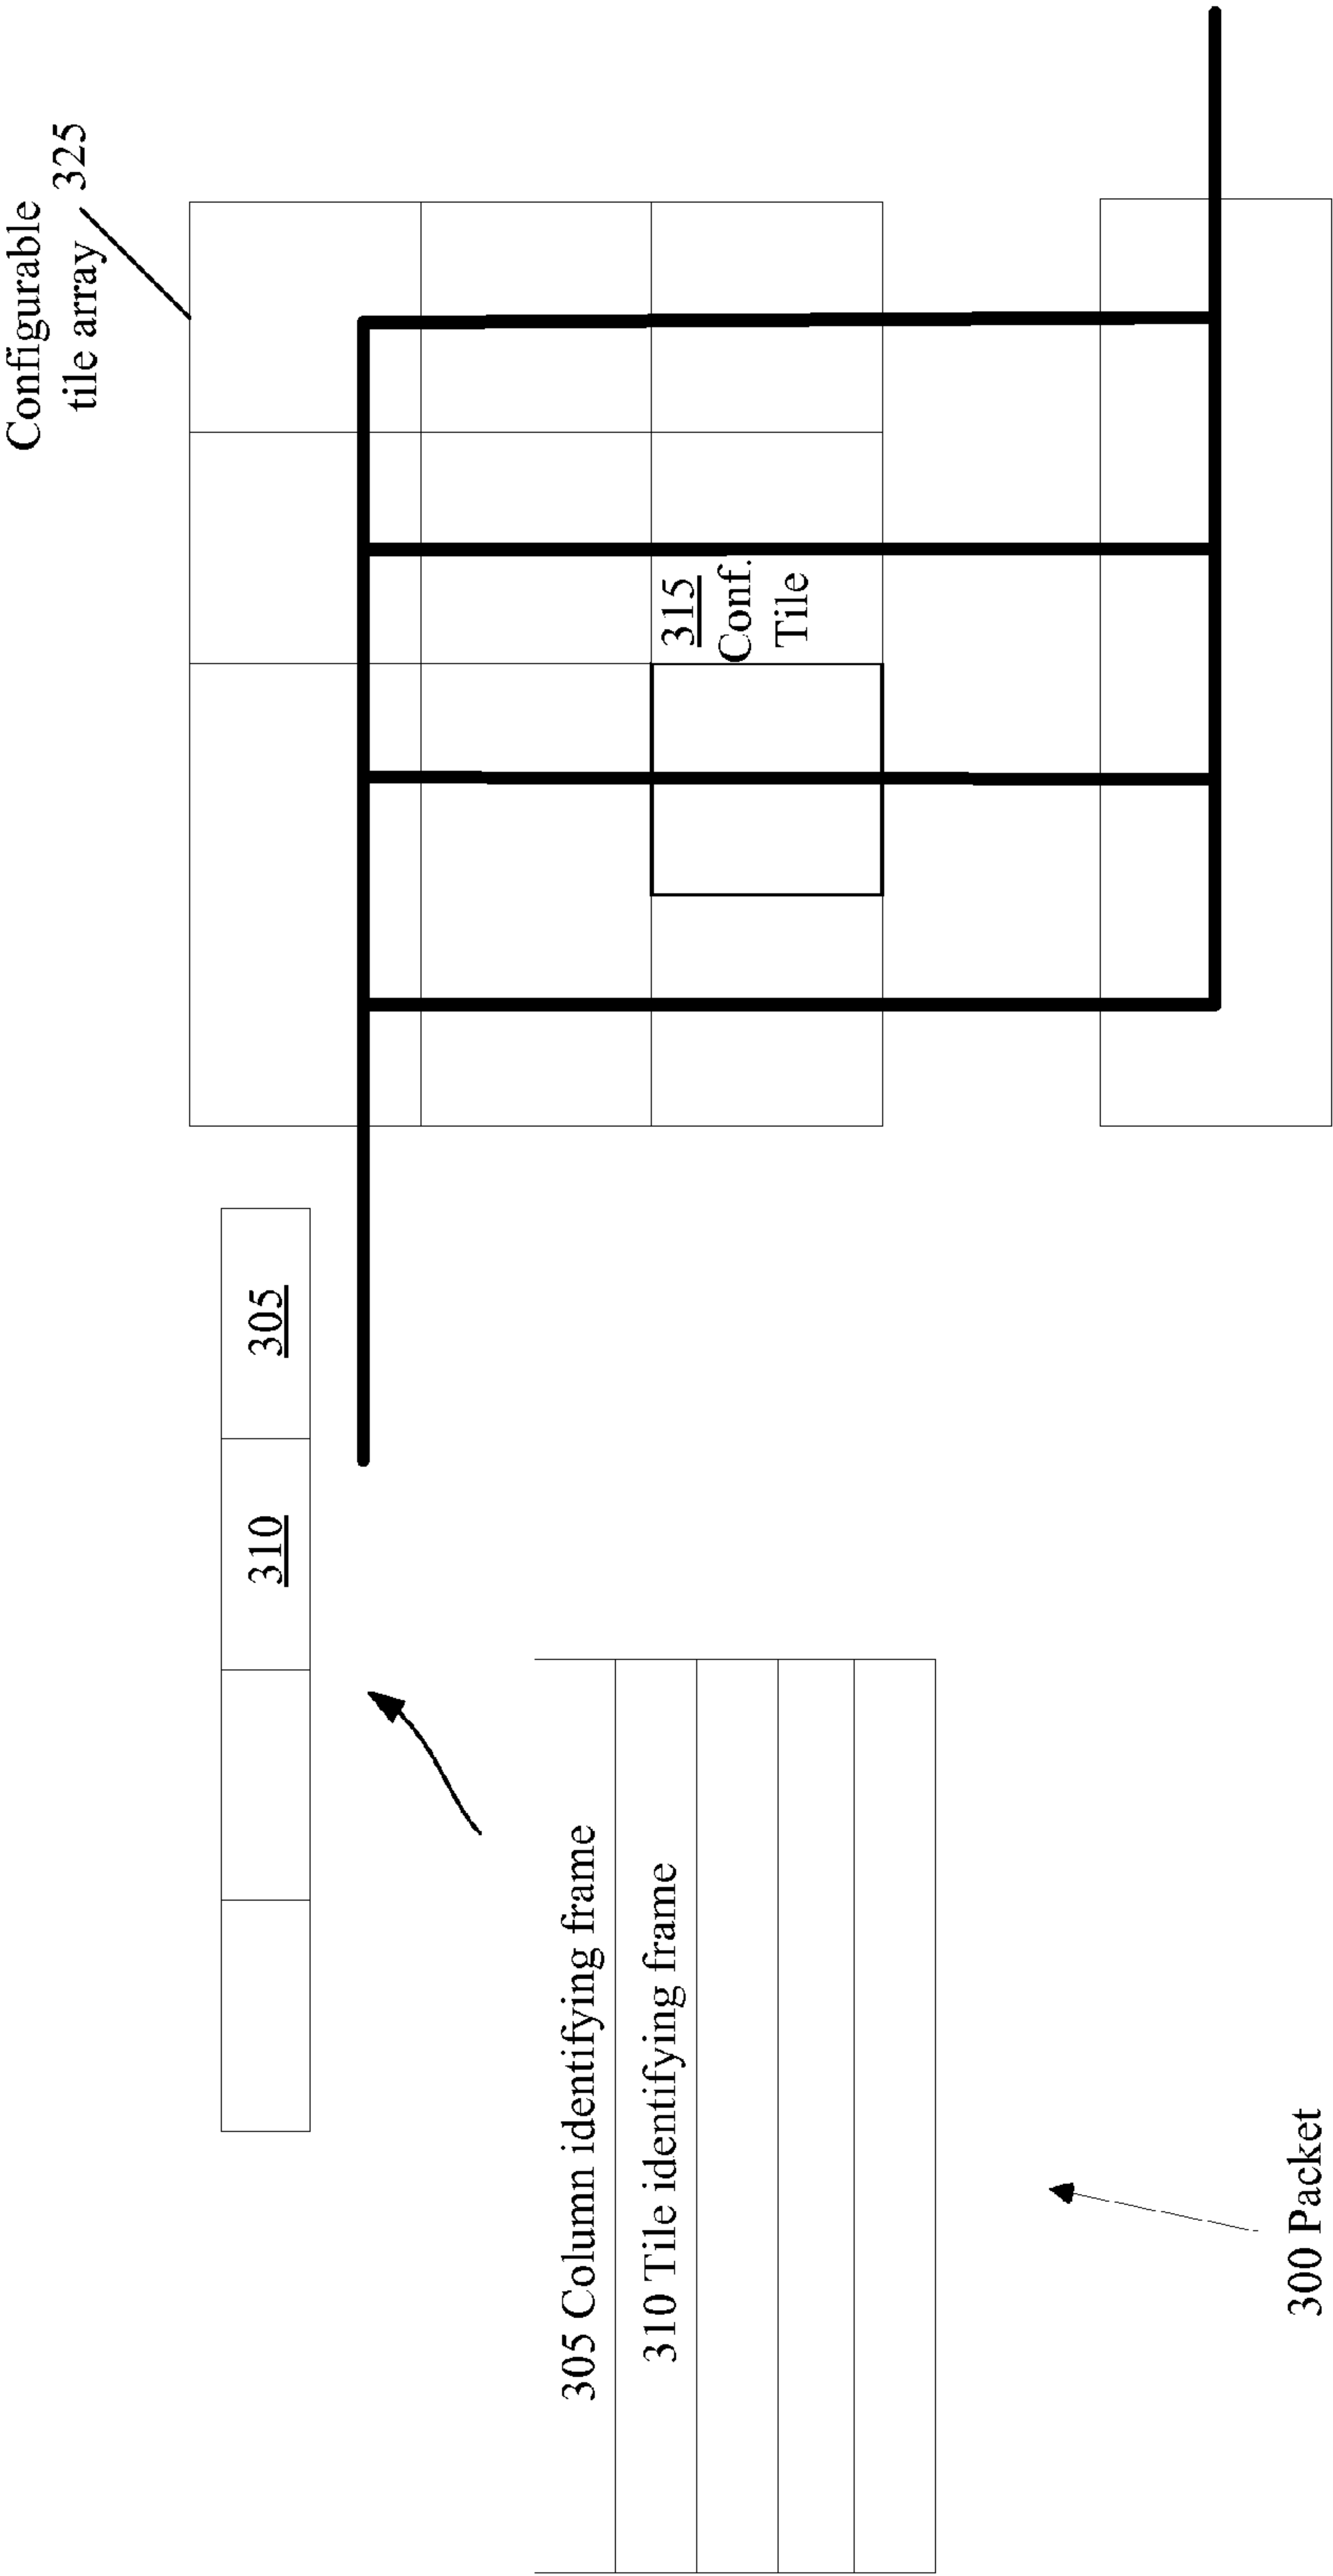 Configurable
tile array 325
305
310
315
Conf.
Tile
305 Column identifying frame
310 Tile identifying frame
300 Packet